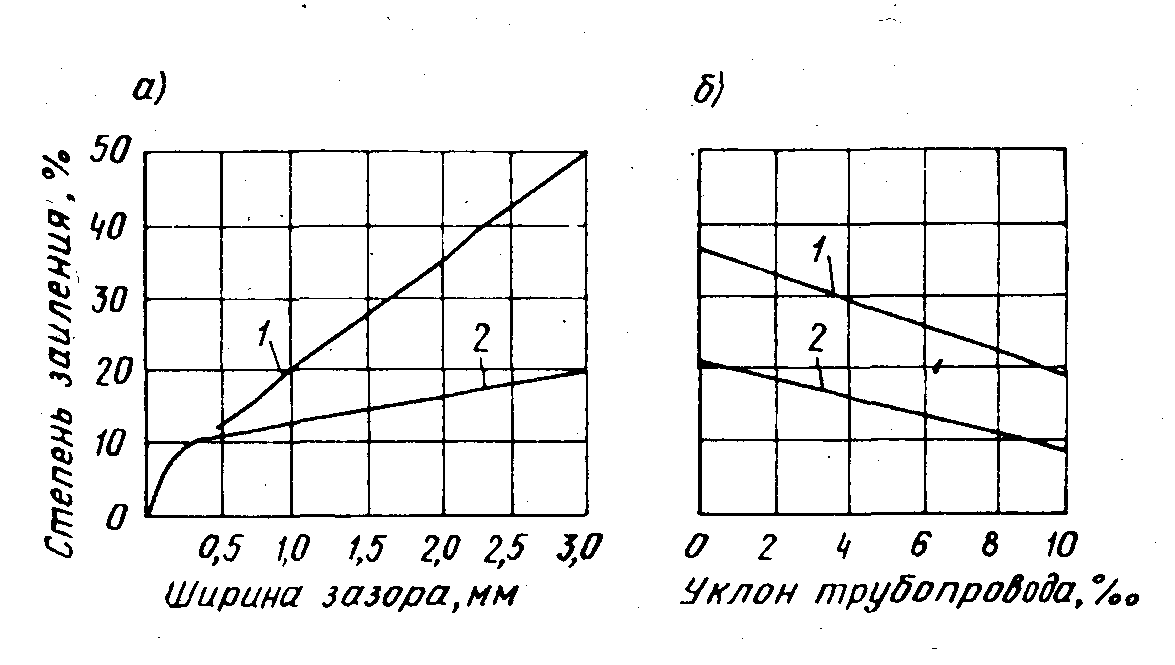 а) б)
Степень заиления, %
50
40
30
20
10
0
1
2
0,5 1,0 1,5 2,0 2,5 3,0
Ширина зазора, мм
1
2
0 2 4 6 8 10
Уклон трубопровода, ‰